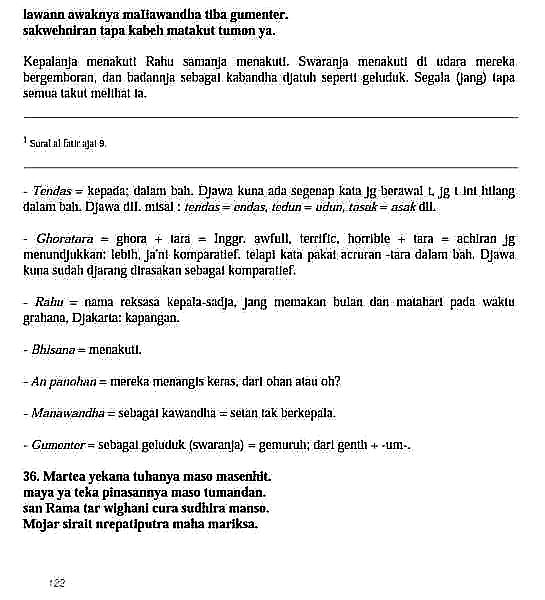 lawann awaknya maltawandha tiba gumenter.
sakwehniran tapa kabeh matakut tumon ya.
Kepalanja menakuti Rahu samanja menakuti. Swaranja menakuti di udara mereka
bergemboran, dan badannja sebagai kabandha djatuh seperti geluduk. Segala (jang) tapa
semua takut melihat ia.
1 Surat al fatir ajat 9.
- Tendas = kepada; dalam bah. Djawa kuna ada segenap kata jg berawal t, jg t ini hilang
dalam bah. Djawa dll. misal : tendas = endas, tedun = udun, tasak = asak dll.
- Ghoratara = ghora + tara = Inggr. awfull, terrific, horrible + tara = achiran jg
menundjukkan: lebih, ja'ni komparatief. tetapi kata pakai acruran -tara dalam bah. Djawa
kuna sudah djarang dirasakan sebagai komparatief.
- Rahu = nama reksasa kepala-sadja, jang memakan bulan dan matahari pada waktu
grahana, Djakarta: kapangan.
- Bhisana = menakuti.
- An panohan = mereka menangis keras, dari ohan atau oh?
- Manawandha = sebagai kawandha = setan tak berkepala.
- Gumenter = sebagai geluduk (swaranja) = gemuruh; dari genth + -um-.
36. Martea yekana tuhanya maso masenhit.
maya ya teka pinasannya maso tumandan.
san Rama tar wighani cura sudhira manso.
Mojar sirait nrepatiputra maha mariksa.
122